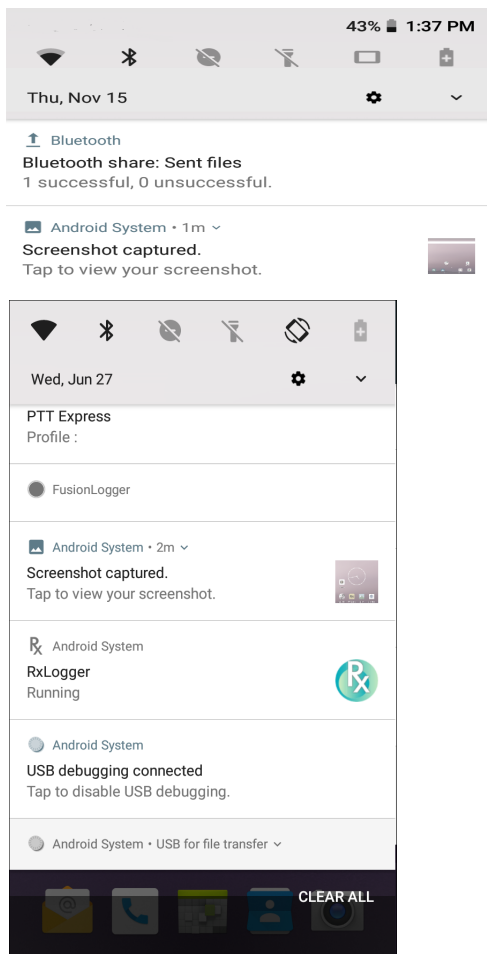 43% 1:37 PM
Thu, Nov 15
Bluetooth
Bluetooth share: Sent files
1 successful, 0 unsuccessful.
Android System • 1m
Screenshot captured.
Tap to view your screenshot.
Wed, Jun 27
PTT Express
Profile :
FusionLogger
Android System • 2m
Screenshot captured.
Tap to view your screenshot.
Rx Android System
RxLogger
Rx
Running
Android System
USB debugging connected
Tap to disable USB debugging.
Android System • USB for file transfer
CLEAR ALL